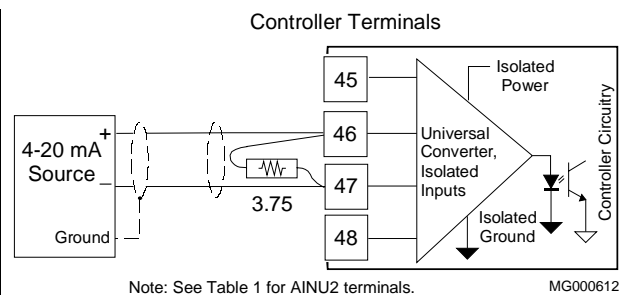 Controller Terminals
45
46
47
48
4-20 mA
Source
+
–
Ground
3.75
Universal
Converter,
Isolated
Inputs
Isolated
Power
Isolated
Ground
Controller Circuitry
Note: See Table 1 for AINU2 terminals.
MG000612